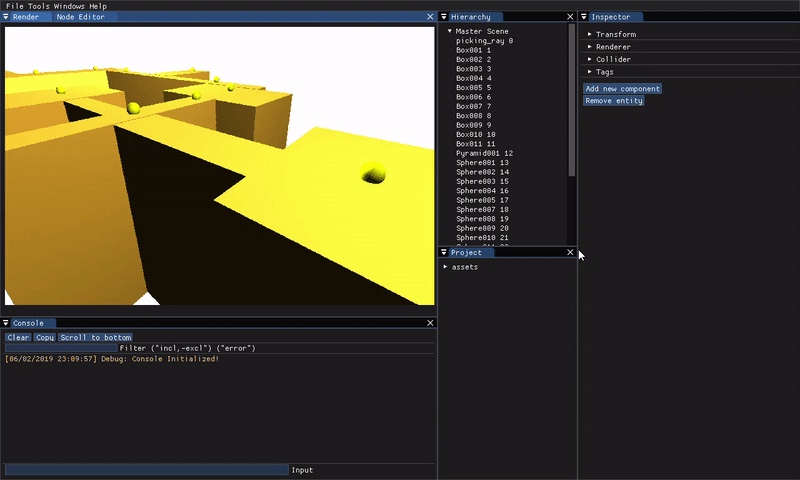 File Tools Windows Help
Render Node Editor
Hierarchy
Master Scene
picking_ray 0
Box001 1
Box002 2
Box003 3
Box004 4
Box005 5
Box006 6
Box007 7
Box008 8
Box009 9
Box010 10
Box011 11
Pyramid001 12
Sphere001 13
Sphere002 14
Sphere003 15
Sphere004 16
Sphere005 17
Sphere007 18
Sphere008 19
Sphere009 20
Sphere010 21
Inspector
Transform
Renderer
Collider
Tags
Add new component
Remove entity
Project
assets
Console
Clear Copy Scroll to bottom
Filter ("incl,-excl") ("error")
[06/02/2019 23:09:57] Debug: Console Initialized!
Input